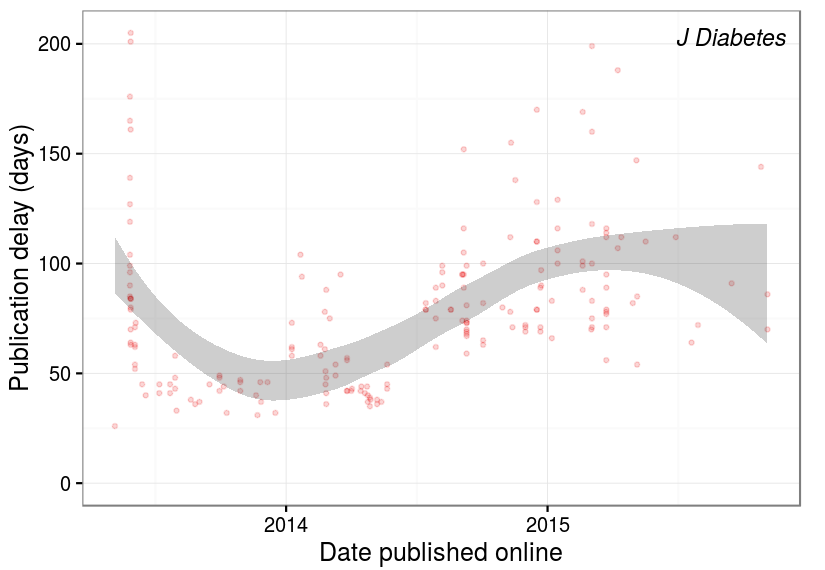 J Diabetes
Publication delay (days)
200
150
100
50
0
2014
2015
Date published online